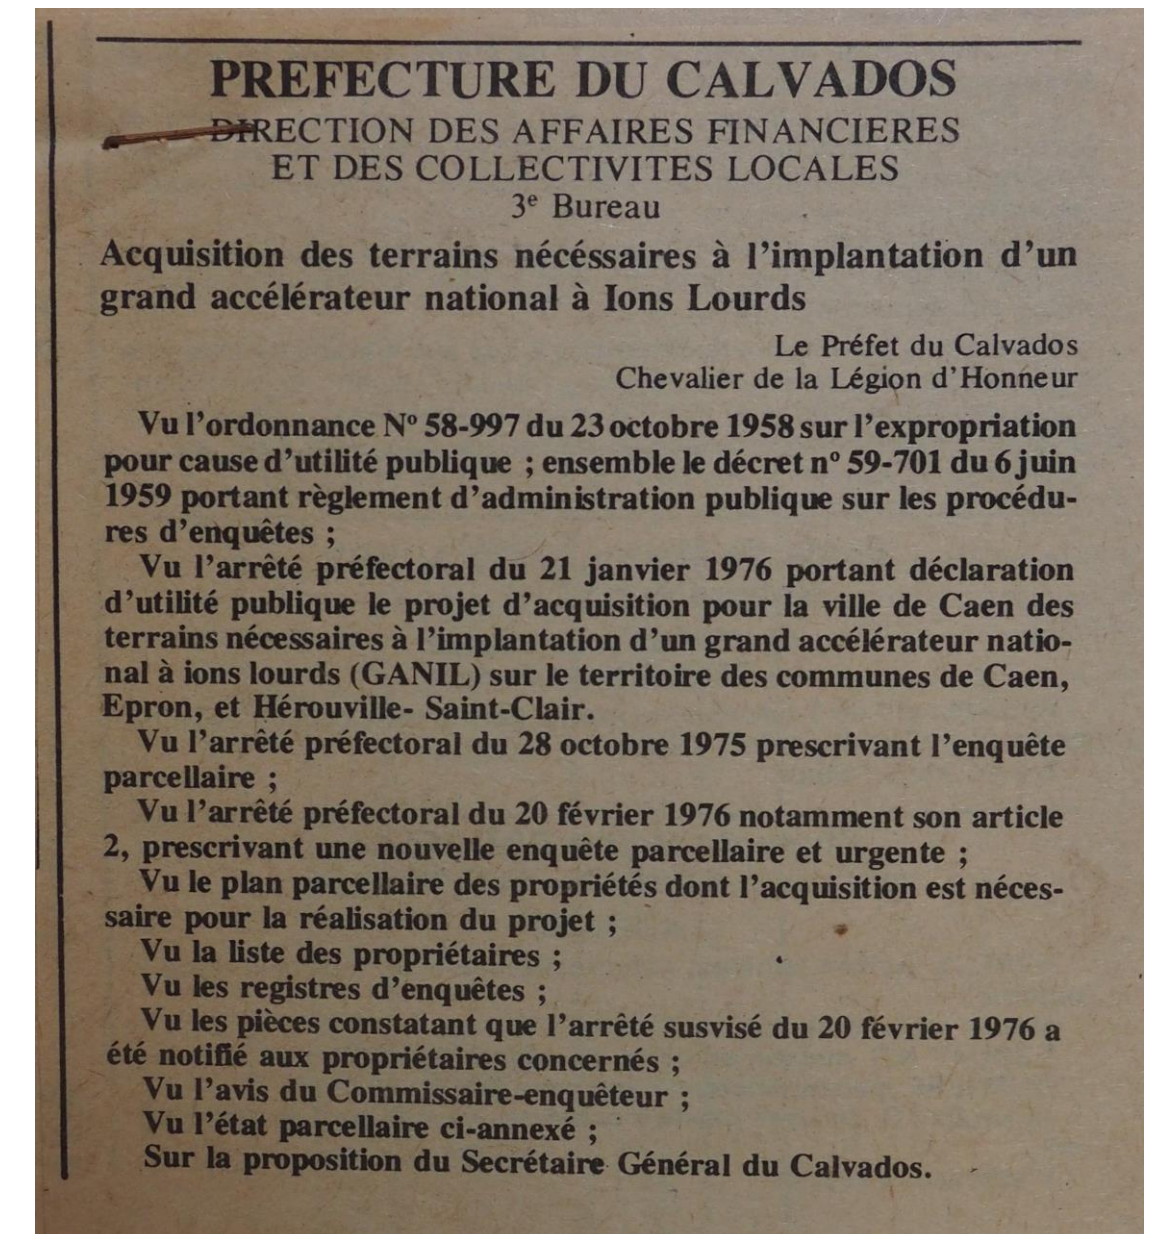 PREFECTURE DU CALVADOS
DIRECTION DES AFFAIRES FINANCIERES
ET DES COLLECTIVITES LOCALES
3e Bureau
Acquisition des terrains nécéssaires à l'implantation d'un
grand accélérateur national à Ions Lourds
Le Préfet du Calvados
Chevalier de la Légion d'Honneur
Vu l'ordonnance Nº 58-997 du 23 octobre 1958 sur l'expropriation
pour cause d'utilité publique ; ensemble le décret nº 59-701 du 6 juin
1959 portant règlement d'administration publique sur les procédu-
res d'enquêtes ;
Vu l'arrêté préfectoral du 21 janvier 1976 portant déclaration
d'utilité publique le projet d'acquisition pour la ville de Caen des
terrains nécessaires à l'implantation d'un grand accélérateur natio-
nal à ions lourds (GANIL) sur le territoire des communes de Caen,
Epron, et Hérouville- Saint-Clair.
Vu l'arrêté préfectoral du 28 octobre 1975 prescrivant l'enquête
parcellaire ;
Vu l'arrêté préfectoral du 20 février 1976 notamment son article
2, prescrivant une nouvelle enquête parcellaire et urgente ;
Vu le plan parcellaire des propriétés dont l'acquisition est néces-
saire pour la réalisation du projet ;
Vu la liste des propriétaires ;
Vu les registres d'enquêtes ;
Vu les pièces constatant que l'arrêté susvisé du 20 février 1976 a
été notifié aux propriétaires concernés ;
Vu l'avis du Commissaire-enquêteur ;
Vu l'état parcellaire ci-annexé ;
Sur la proposition du Secrétaire Général du Calvados.